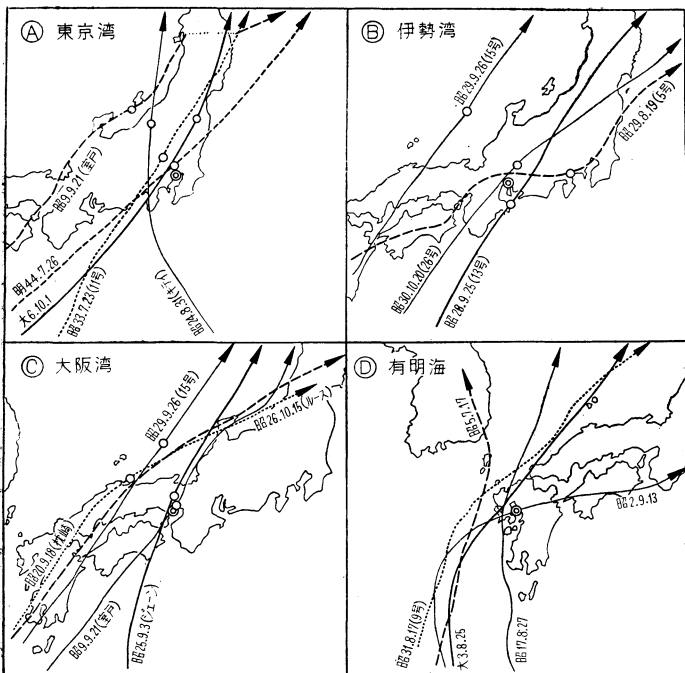 Ⓐ 東京湾
昭9.9.21(室戸)
明44.7.26
大6.10.1
昭33.7.23(11号)
昭24.8.31(キティ)
Ⓑ 伊勢湾
昭29.9.26(15号)
昭29.8.19(5号)
昭30.10.20(26号)
昭28.9.25(13号)
Ⓒ 大阪湾
昭29.9.26(15号)
昭26.10.15(ルース)
昭20.9.18(枕崎)
昭9.9.21(室戸)
昭25.9.3(ジェーン)
Ⓓ 有明海
昭5.7.17
昭2.9.13
昭31.8.17(9号)
大3.8.25
昭17.8.27